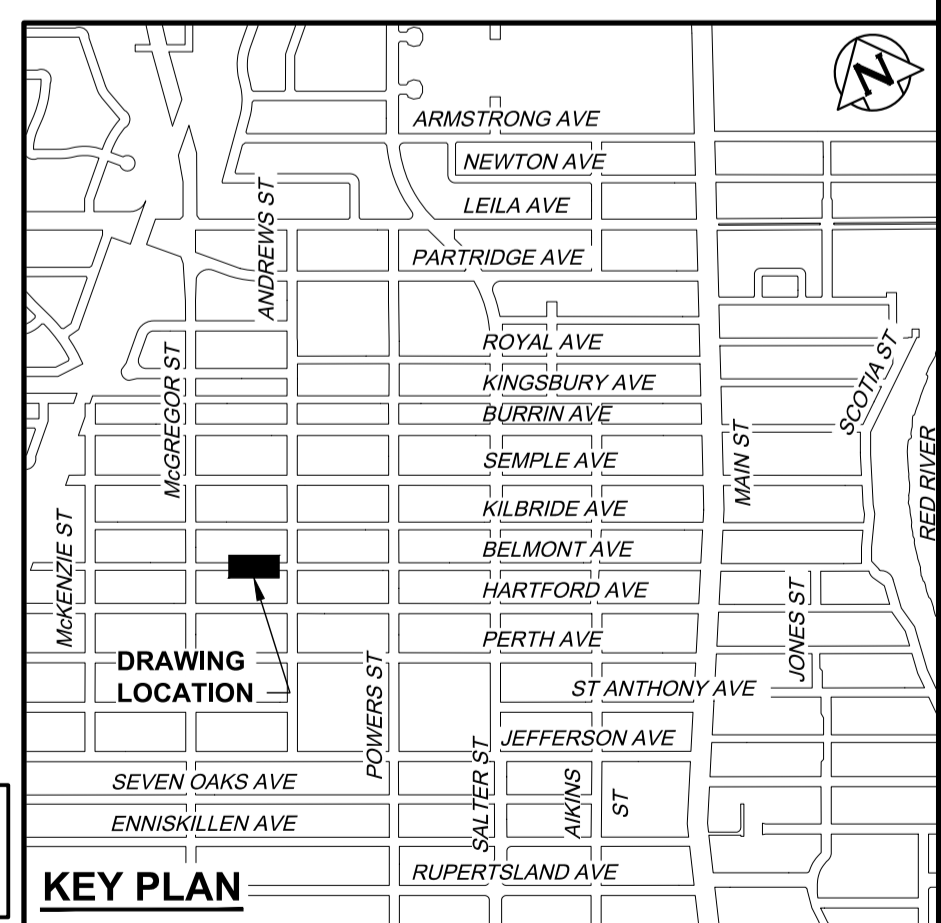 N
ARMSTRONG AVE
NEWTON AVE
LEILA AVE
ANDREWS ST
PARTRIDGE AVE
ROYAL AVE
SCOTIA ST
McGREGOR ST
KINGSBURY AVE
BURRIN AVE
MAIN ST
SEMPLE AVE
RED RIVER
KILBRIDE AVE
McKENZIE ST
BELMONT AVE
HARTFORD AVE
JONES ST
PERTH AVE
DRAWING
LOCATION
POWERS ST
ST ANTHONY AVE
JEFFERSON AVE
SEVEN OAKS AVE
SALTER ST
AIKINS
ST
ENNISKILLEN AVE
RUPERTSLAND AVE
KEY PLAN